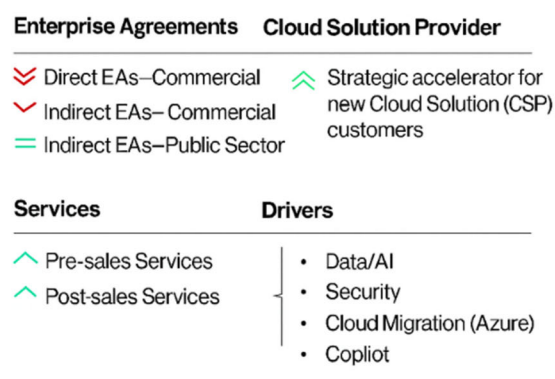 Enterprise Agreements
Direct EAs–Commercial
Indirect EAs– Commercial
Indirect EAs–Public Sector
Cloud Solution Provider
Strategic accelerator for
new Cloud Solution (CSP)
customers
Services
Pre-sales Services
Post-sales Services
Drivers
• Data/AI
• Security
• Cloud Migration (Azure)
• Copliot